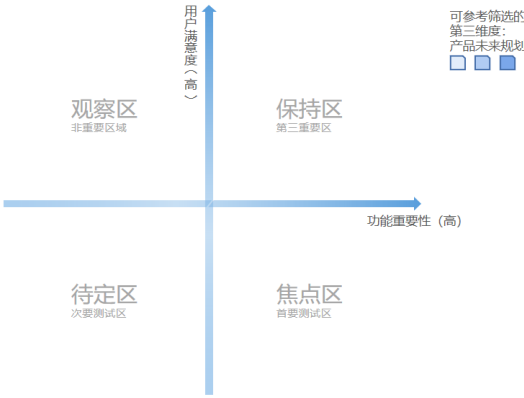 用户满意度（高）
可参考筛选的
第三维度：
产品未来规划
观察区
非重要区域
保持区
第三重要区
功能重要性（高）
待定区
次要测试区
焦点区
首要测试区